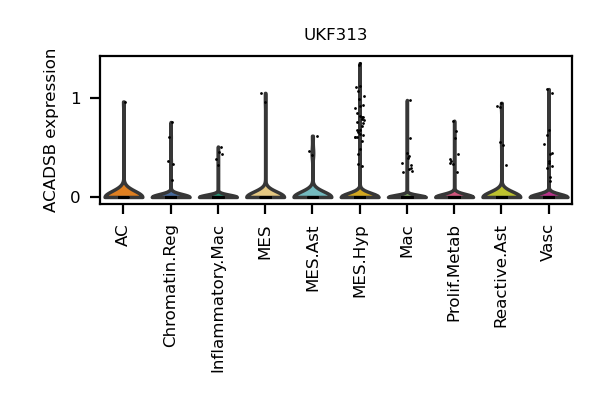 UKF313
ACADSB expression
1
0
AC
Chromatin.Reg
Inflammatory.Mac
MES
MES.Ast
MES.Hyp
Mac
Prolif.Metab
Reactive.Ast
Vasc